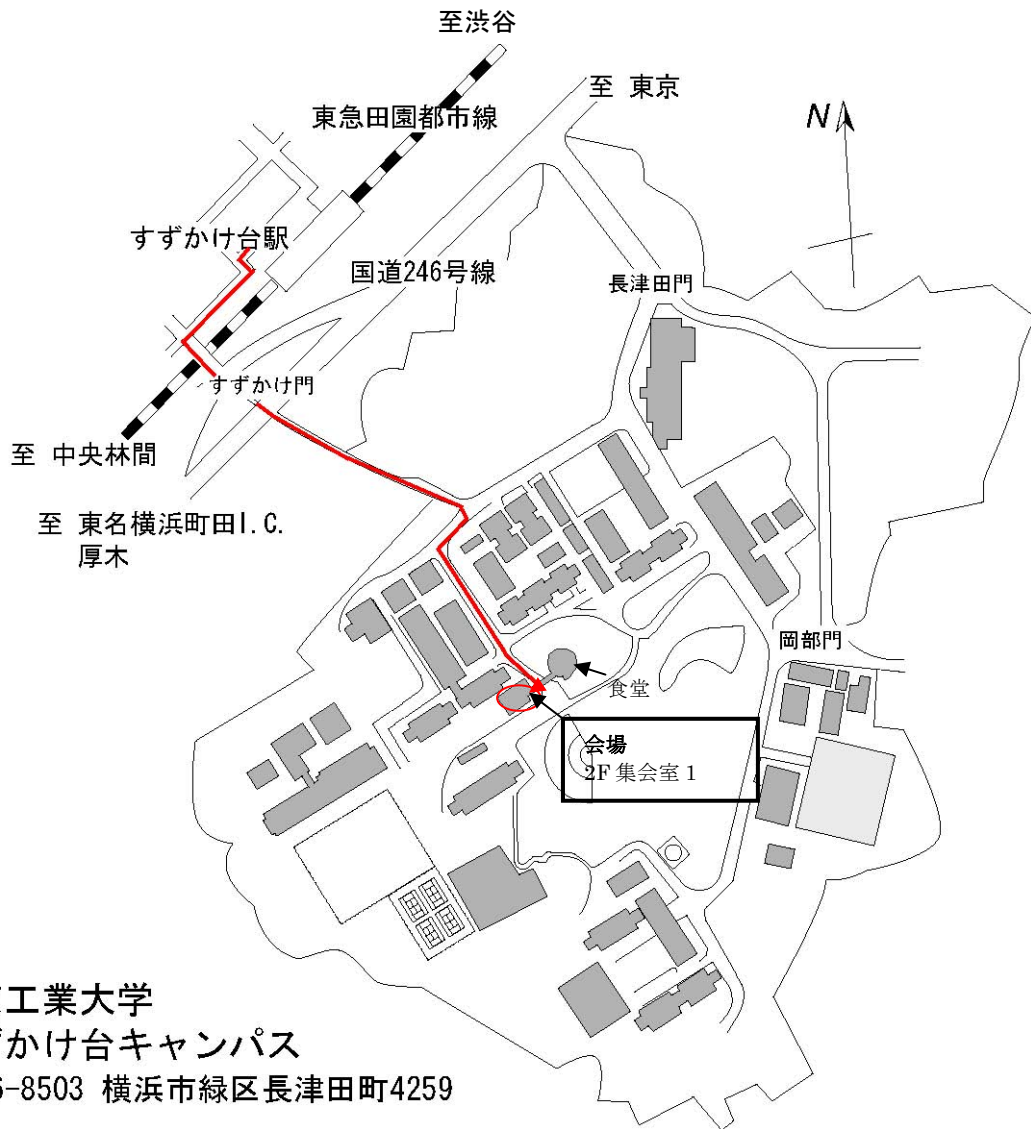 至渋谷
至 東京
東急田園都市線
N
すずかけ台駅
国道246号線
長津田門
すずかけ門
至 中央林間
至 東名横浜町田I.C.
厚木
岡部門
食堂
会場
2F 集会室 1
工業大学
かけ台キャンパス
-8503 横浜市緑区長津田町4259